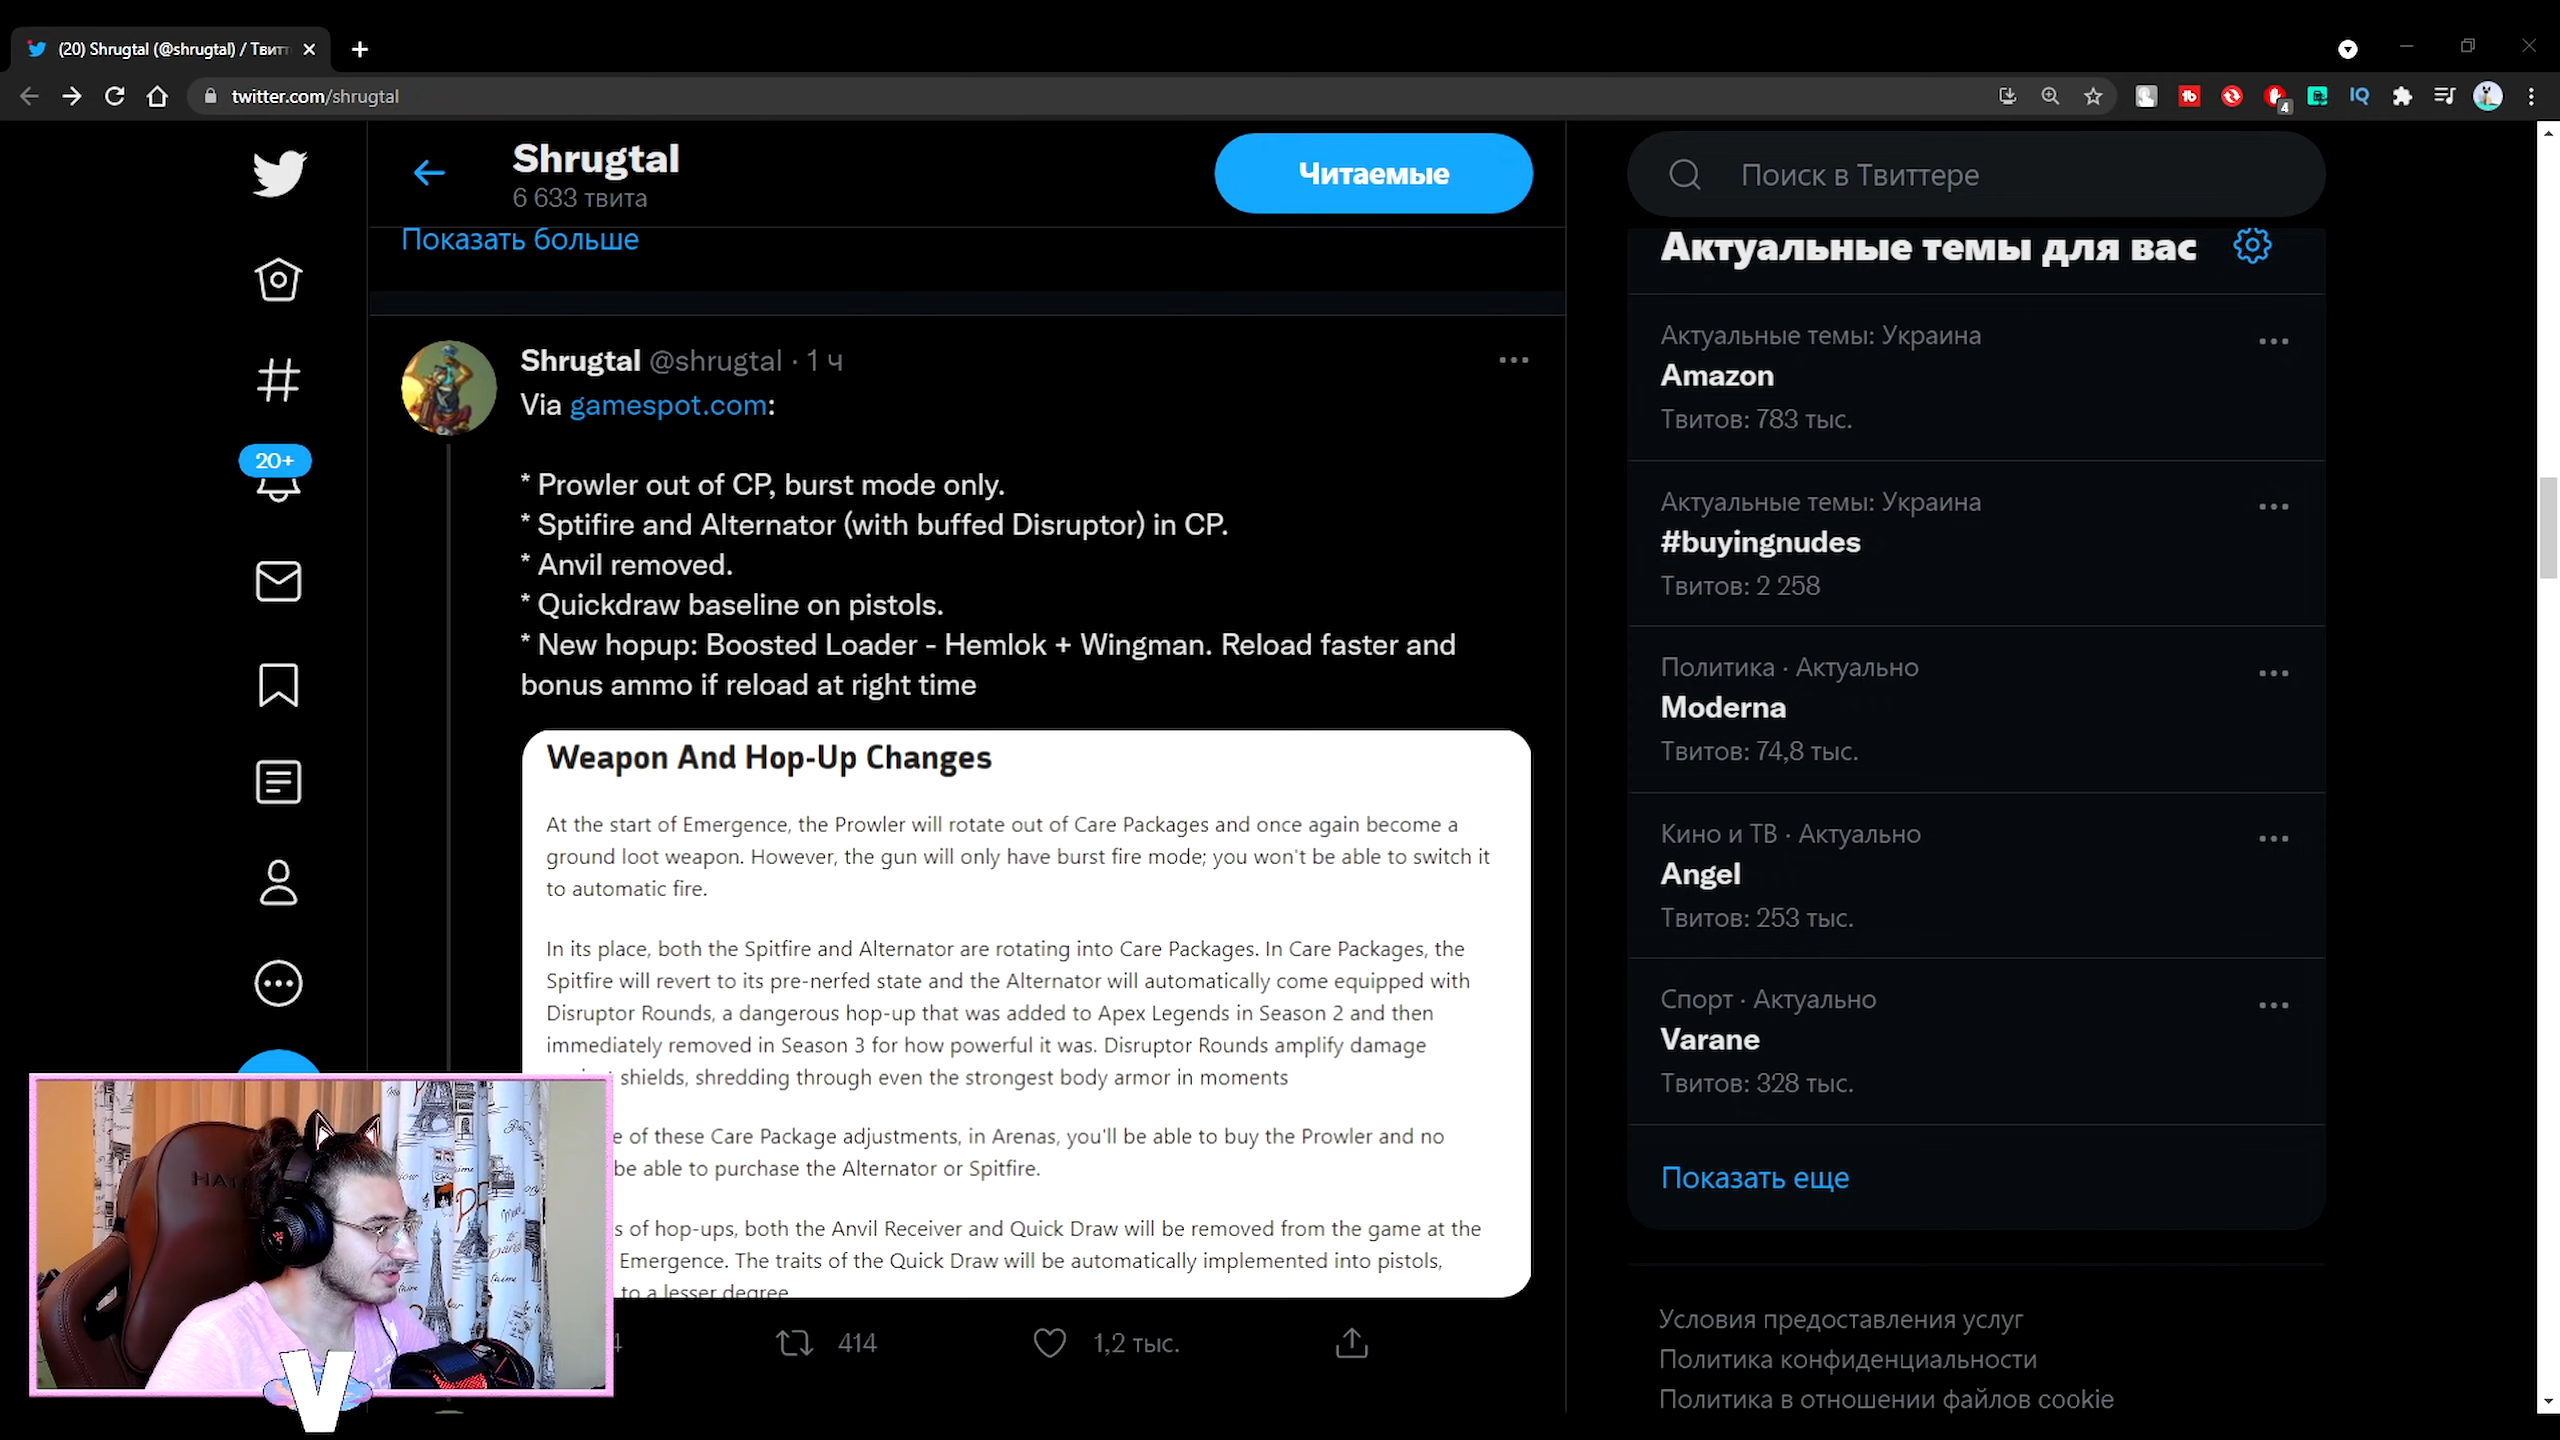 (20) Shrugtal (@shrugtal) / Твитт
twitter.com/shrugtal
4
Shrugtal
6 633 твита
Читаемые
Поиск в Твиттере
Показать больше
20+
Shrugtal @shrugtal · 1 ч
Via gamespot.com:
* Prowler out of CP, burst mode only.
* Sptifire and Alternator (with buffed Disruptor) in CP.
* Anvil removed.
* Quickdraw baseline on pistols.
* New hopup: Boosted Loader - Hemlok + Wingman. Reload faster and
bonus ammo if reload at right time
Weapon And Hop-Up Changes
At the start of Emergence, the Prowler will rotate out of Care Packages and once again become a
ground loot weapon. However, the gun will only have burst fire mode; you won't be able to switch it
to automatic fire.
In its place, both the Spitfire and Alternator are rotating into Care Packages. In Care Packages, the
Spitfire will revert to its pre-nerfed state and the Alternator will automatically come equipped with
Disruptor Rounds, a dangerous hop-up that was added to Apex Legends in Season 2 and then
immediately removed in Season 3 for how powerful it was. Disruptor Rounds amplify damage
shields, shredding through even the strongest body armor in moments
of these Care Package adjustments, in Arenas, you'll be able to buy the Prowler and no
be able to purchase the Alternator or Spitfire.
of hop-ups, both the Anvil Receiver and Quick Draw will be removed from the game at the
Emergence. The traits of the Quick Draw will be automatically implemented into pistols,
to a lesser degree
414
1,2 тыс.
Актуальные темы для вас
Актуальные темы: Украина
Amazon
Твитов: 783 тыс.
Актуальные темы: Украина
#buyingnudes
Твитов: 2 258
Политика · Актуально
Moderna
Твитов: 74,8 тыс.
Кино и ТВ · Актуально
Angel
Твитов: 253 тыс.
Спорт · Актуально
Varane
Твитов: 328 тыс.
Показать еще
Условия предоставления услуг
Политика конфиденциальности
Политика в отношении файлов cookie
V